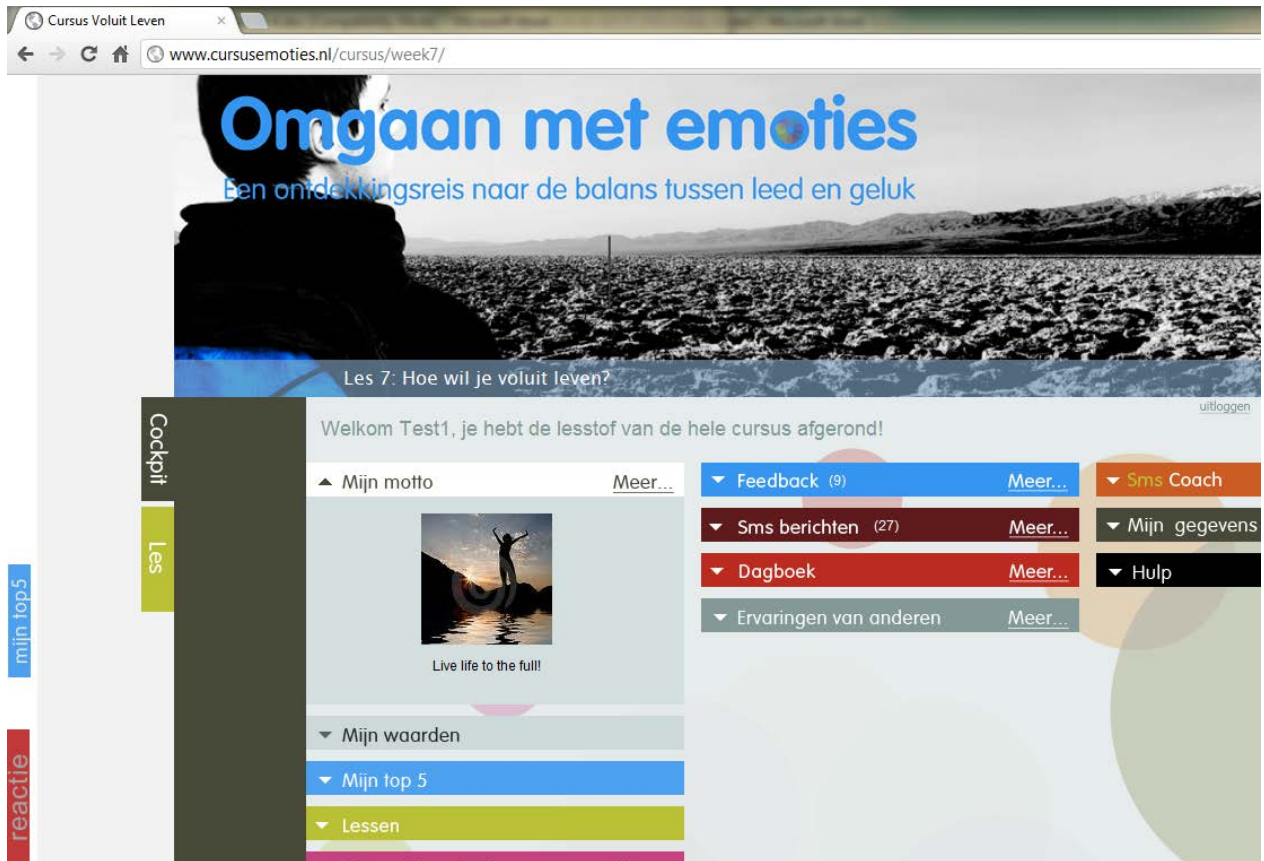 Cursus Voluit Leven
www.cursusemoties.nl/cursus/week7/
Omgaan met emoties
Een ontdekkingsreis naar de balans tussen leed en geluk
Les 7: Hoe wil je voluit leven?
uitloggen
Welkom Test1, je hebt de lesstof van de hele cursus afgerond!
Cockpit
Les
mijn top5
reactie
Mijn motto Meer...
Live life to the full!
Mijn waarden
Mijn top 5
Lessen
Feedback (9) Meer...
Sms berichten (27) Meer...
Dagboek Meer...
Ervaringen van anderen Meer...
Sms Coach
Mijn gegevens
Hulp